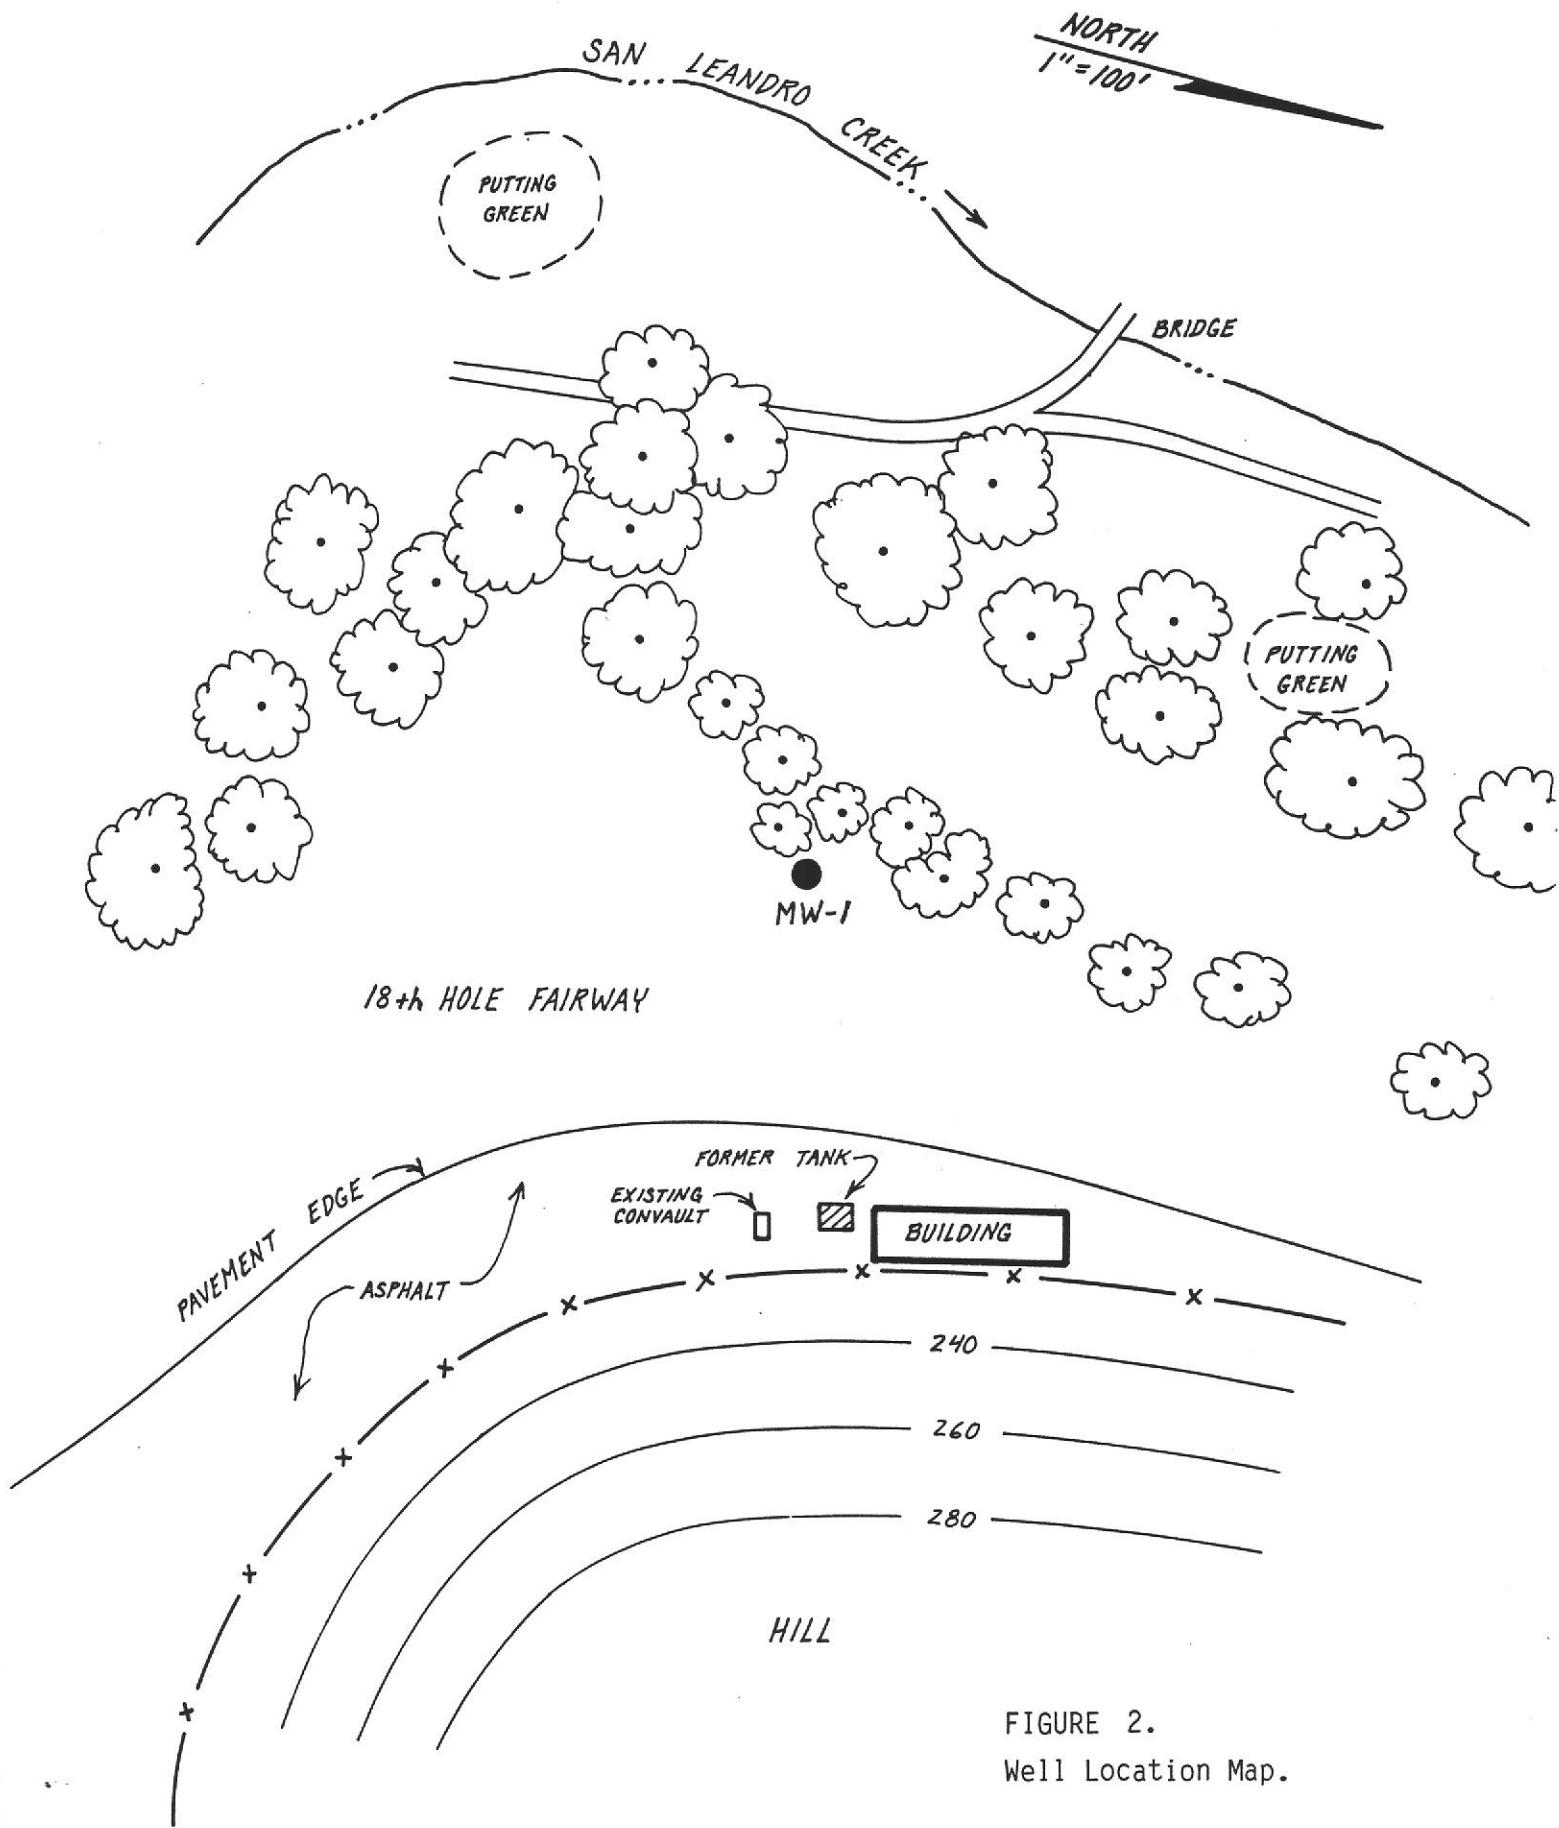 NORTH
1"=100'
SAN LEANDRO CREEK
PUTTING
GREEN
BRIDGE
PUTTING
GREEN
MW-1
18th HOLE FAIRWAY
FORMER TANK
EXISTING
CONVAULT
BUILDING
PAVEMENT EDGE
ASPHALT
x x x x x x x x x x
240
260
280
HILL
FIGURE 2.
Well Location Map.